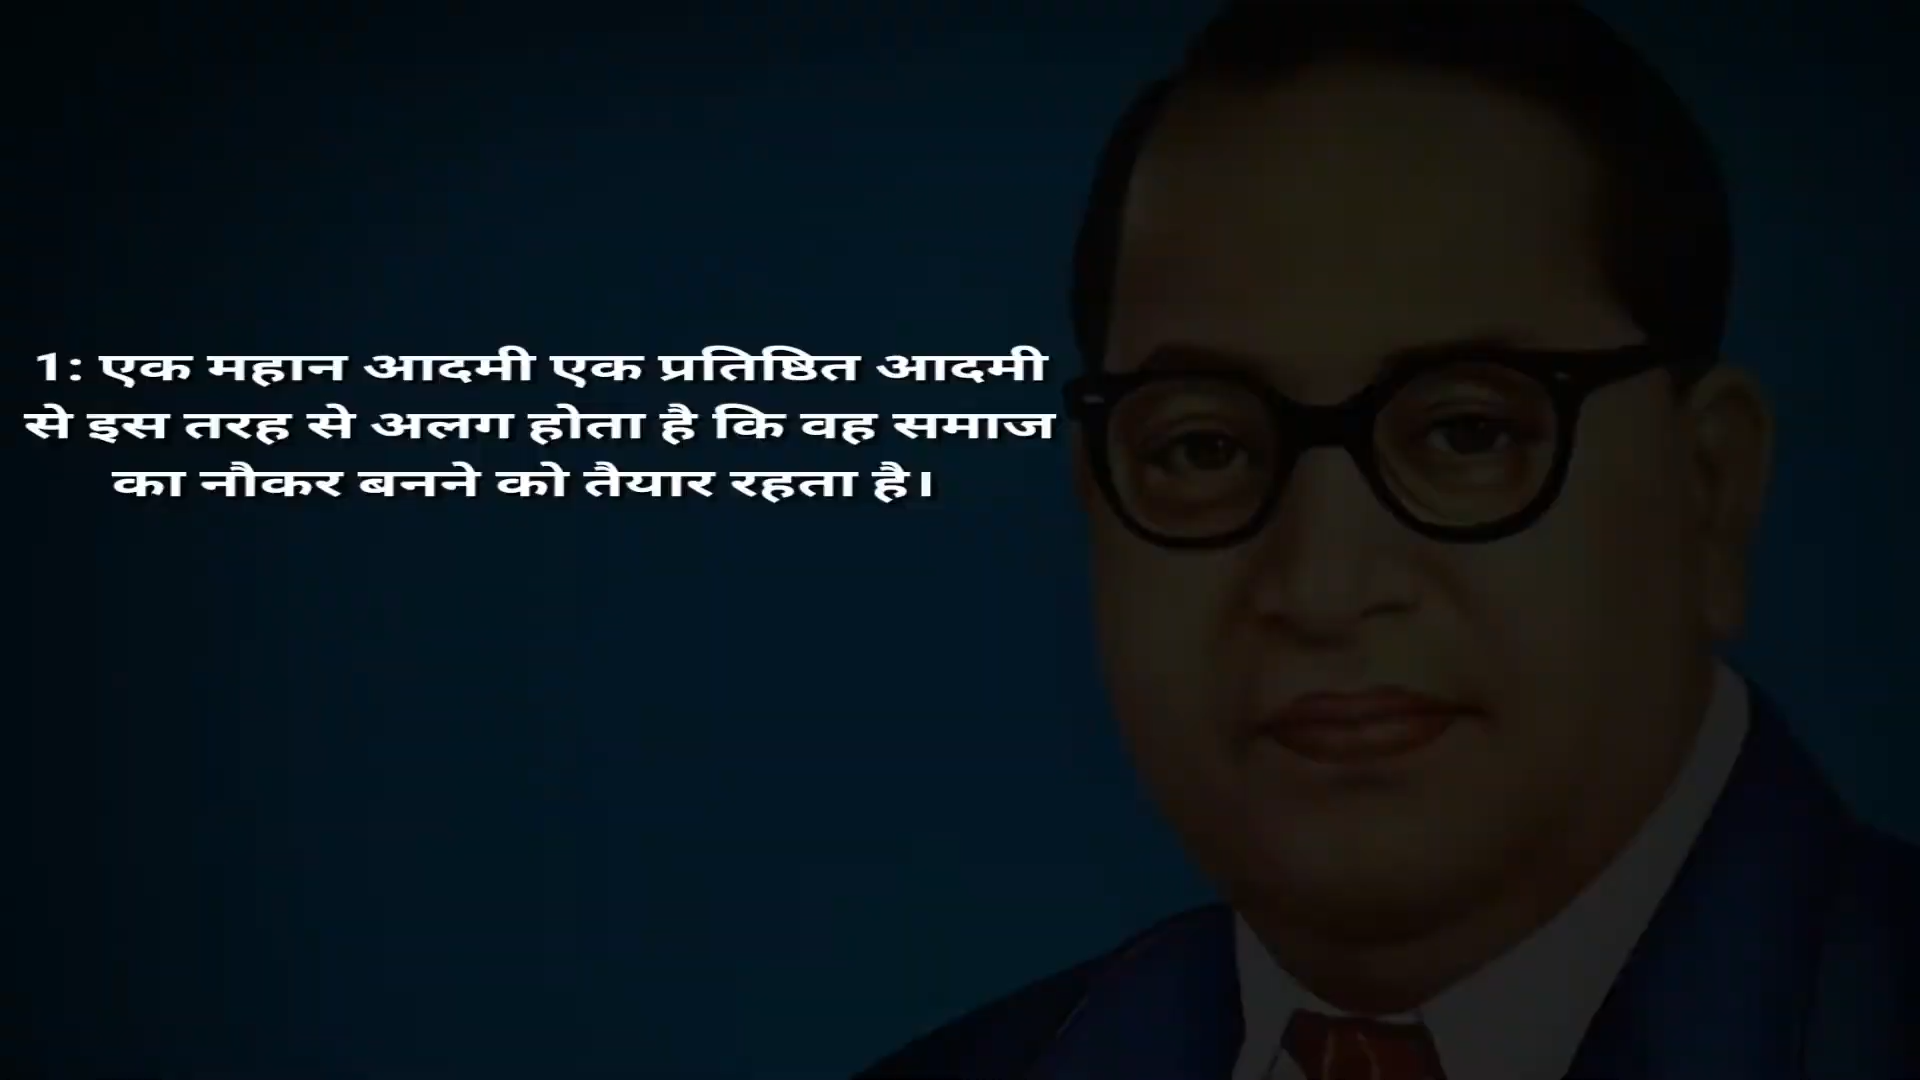 1: एक महान आदमी एक प्रतिष्ठित आदमी
से इस तरह से अलग होता है कि वह समाज
का नौकर बनने को तैयार रहता है।